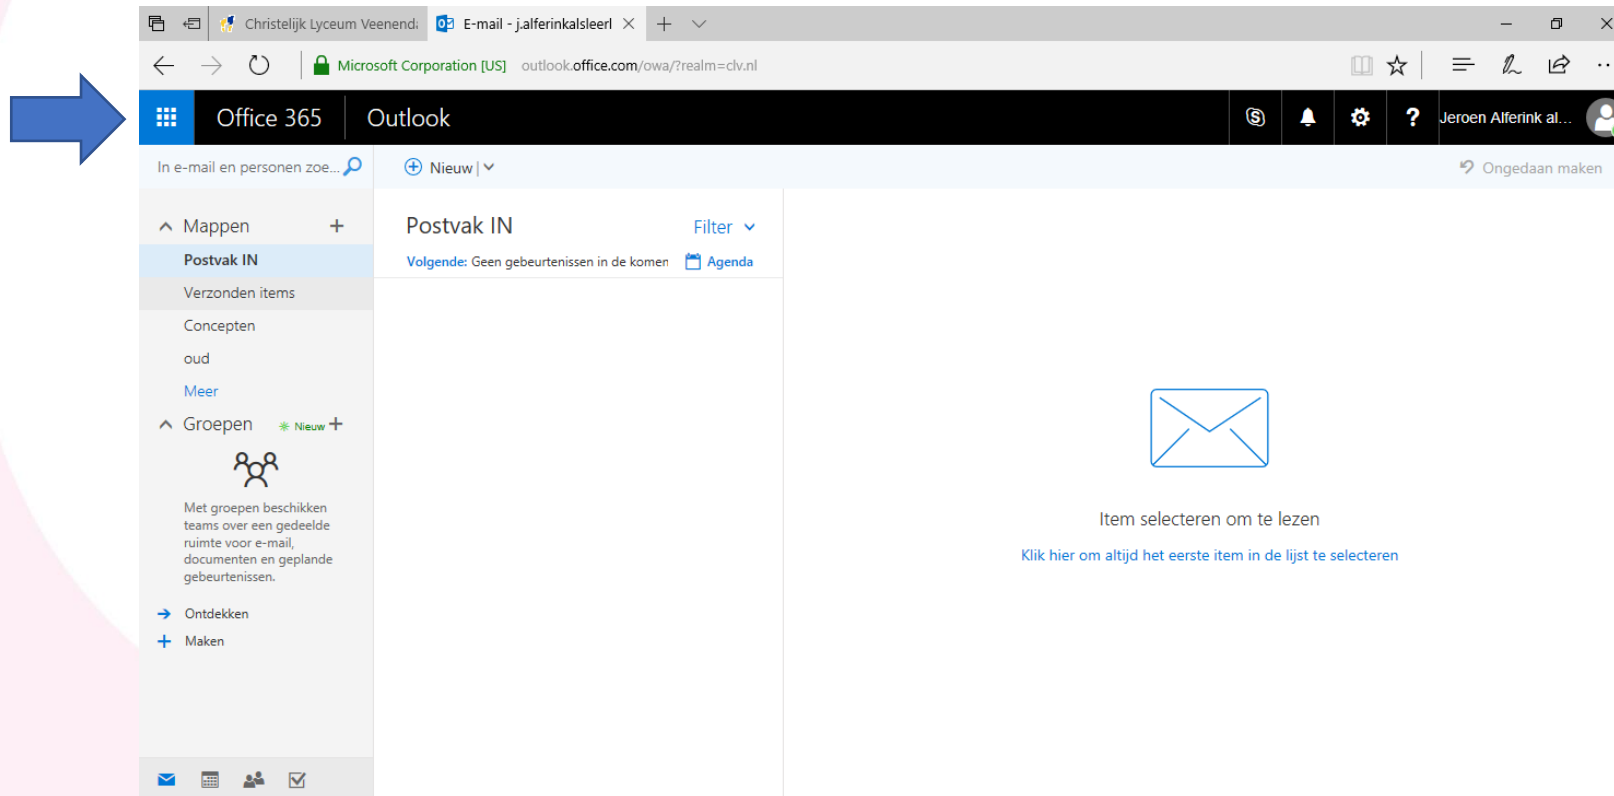 Christelijk Lyceum Veenend
E-mail - j.alferinkalsleerl
Microsoft Corporation [US] outlook.office.com/owa/?realm=clv.nl
Office 365 Outlook
? Jeroen Alferink al...
In e-mail en personen zoe...
Nieuw
Ongedaan maken
Mappen
Postvak IN
Verzonden items
Concepten
oud
Meer
Groepen Nieuw
Met groepen beschikken
teams over een gedeelde
ruimte voor e-mail,
documenten en geplande
gebeurtenissen.
Ontdekken
Maken
Postvak IN Filter
Volgende: Geen gebeurtenissen in de komen Agenda
Item selecteren om te lezen
Klik hier om altijd het eerste item in de lijst te selecteren